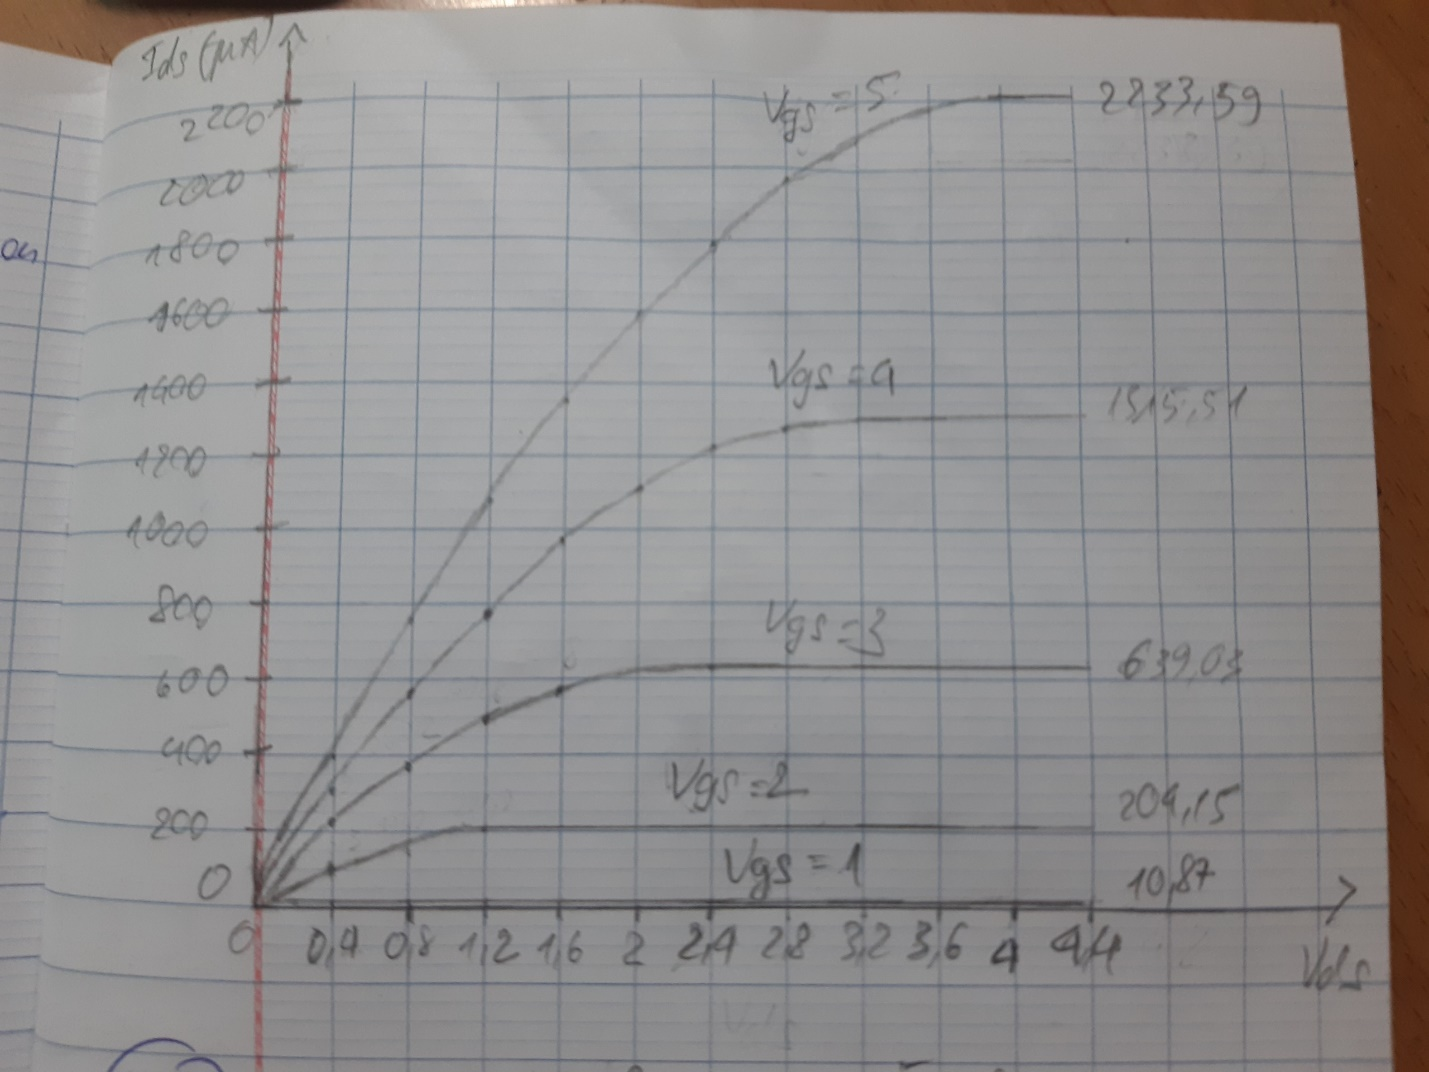 Ids (µA)
2200
Vgs = 5
2233,59
2000
1800
1600
1400
Vgs = 4
1315,51
1200
1000
800
Vgs = 3
639,03
600
400
Vgs = 2
204,15
200
Vgs = 1
10,87
0
0 0,4 0,8 1,2 1,6 2 2,4 2,8 3,2 3,6 4 4,4
Vds